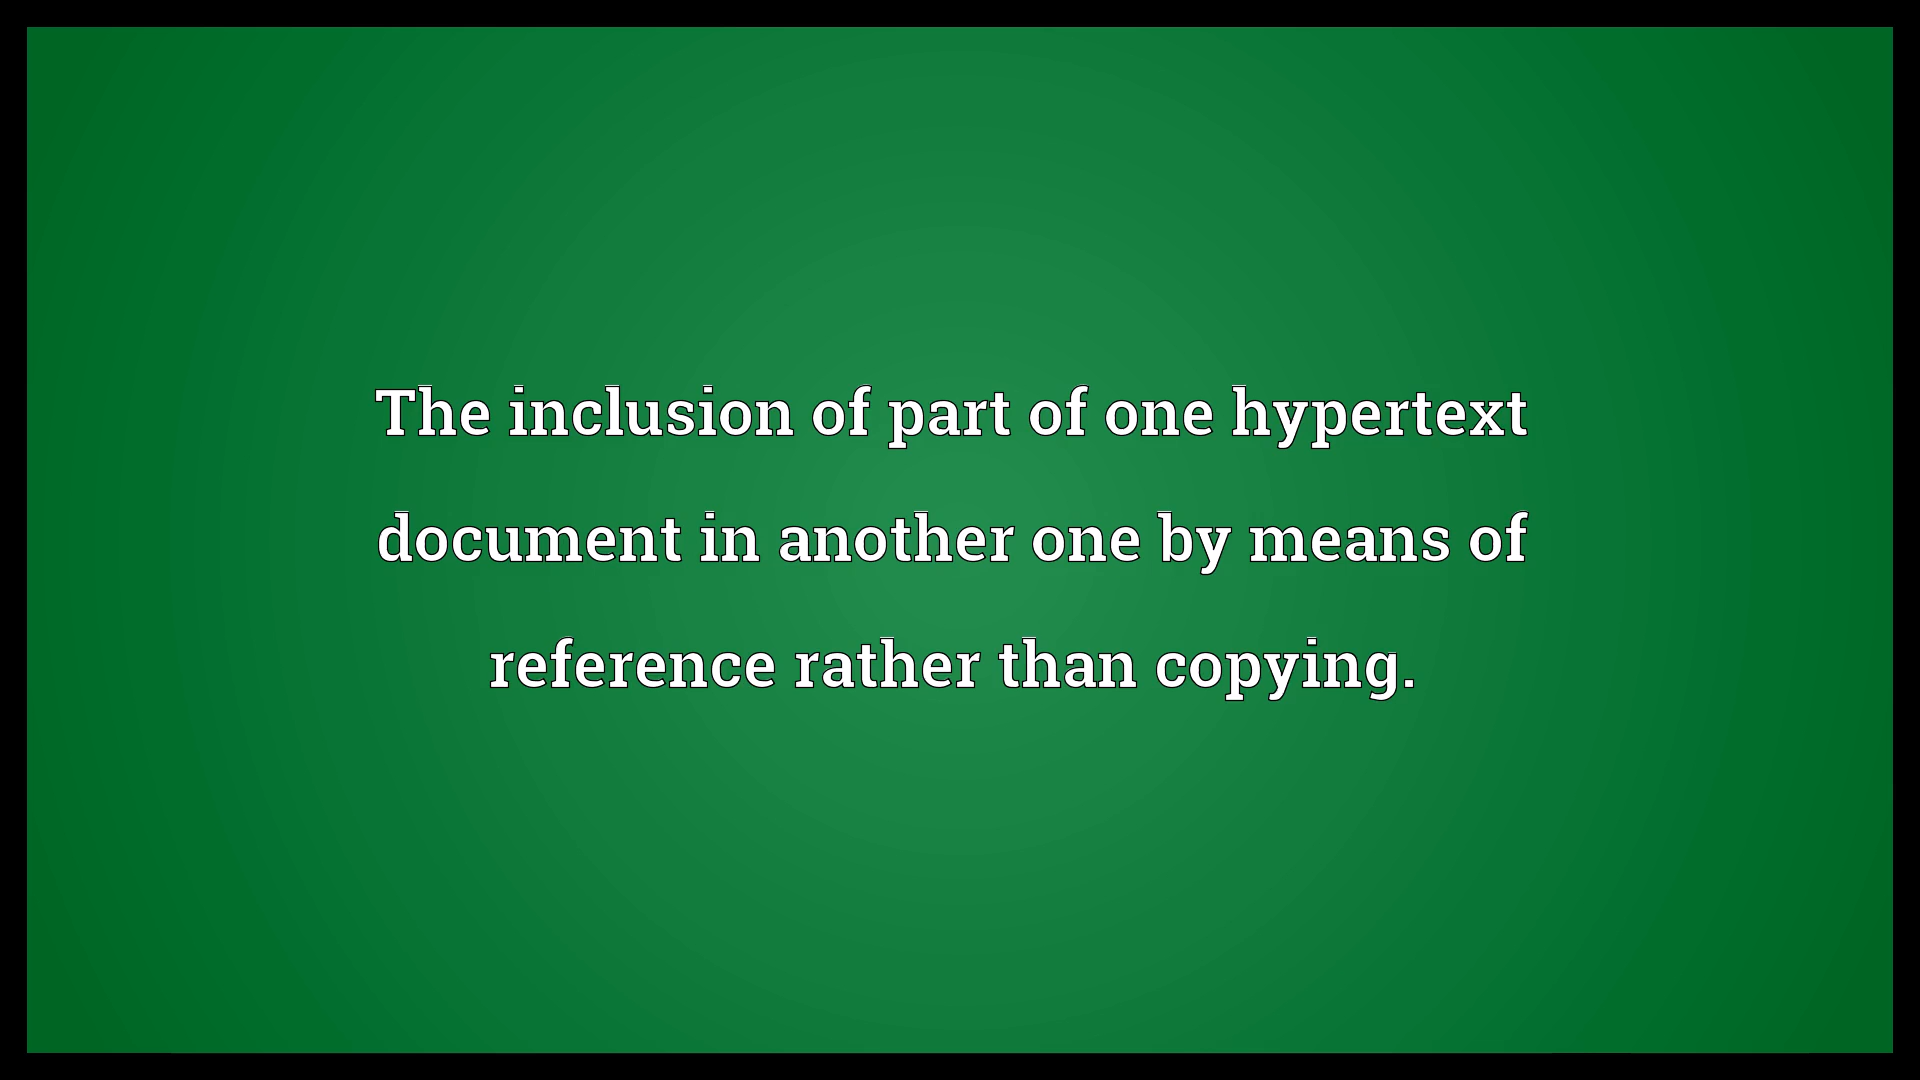 The inclusion of part of one hypertext
document in another one by means of
reference rather than copying.